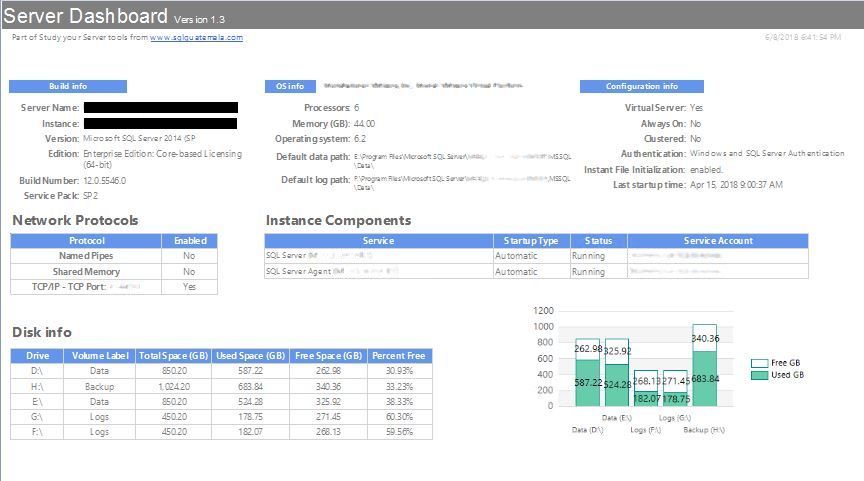 Server Dashboard Version 1.3
Part of Study your Server tools from www.sqlguatemala.com
6/8/2018 6:41:54 PM
Build info
Server Name:
Instance:
Version: Microsoft SQL Server 2014 (SP
Edition: Enterprise Edition: Core-based Licensing
(64-bit)
Build Number: 12.0.5546.0
Service Pack: SP2
OS info
Processors: 6
Memory (GB): 44.00
Operating system: 6.2
Default data path: E:\Program Files\Microsoft SQL Server\ .MSSQL
\Data\
Default log path: F:\Program Files\Microsoft SQL Server\ .MSSQL
\Data\
Configuration info
Virtual Server: Yes
Always On: No
Clustered: No
Authentication: Windows and SQL Server Authentication
Instant File Initialization: enabled.
Last startup time: Apr 15, 2018 9:00:37 AM
Network Protocols
Protocol Enabled
Named Pipes No
Shared Memory No
TCP/IP - TCP Port: Yes
Instance Components
Service Startup Type Status Service Account
SQL Server Automatic Running
SQL Server Agent Automatic Running
Disk info
Drive Volume Label Total Space (GB) Used Space (GB) Free Space (GB) Percent Free
D:\ Data 850.20 587.22 262.98 30.93%
H:\ Backup 1,024.20 683.84 340.36 33.23%
E:\ Data 850.20 524.28 325.92 38.33%
G:\ Logs 450.20 178.75 271.45 60.30%
F:\ Logs 450.20 182.07 268.13 59.56%
1200
1000
800
600
400
200
0
262.98 325.92 268.13 271.45 340.36
587.22 524.28 182.07 178.75 683.84
Data (E:\) Logs (G:\)
Data (D:\) Logs (F:\) Backup (H:\)
Free GB
Used GB